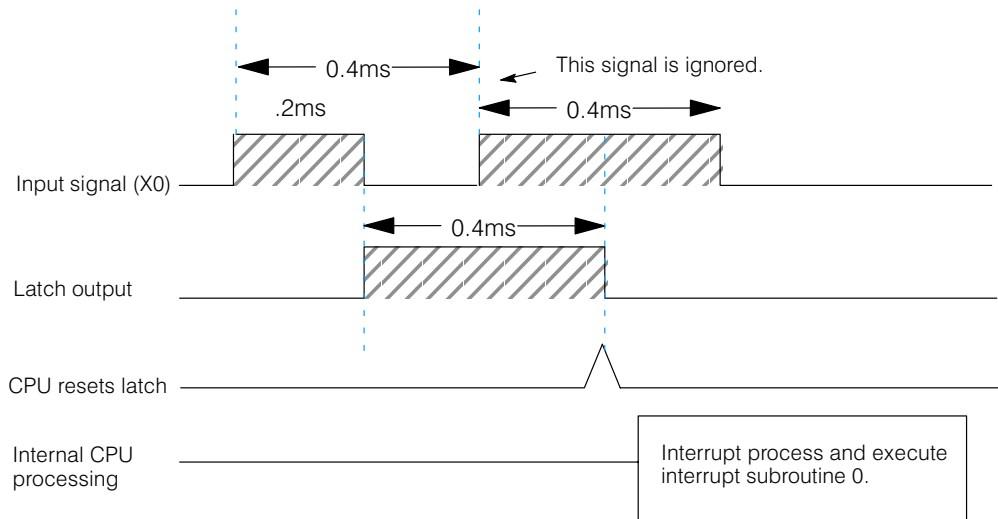 0.4ms
This signal is ignored.
.2ms
0.4ms
Input signal (X0)
0.4ms
Latch output
CPU resets latch
Internal CPU
processing
Interrupt process and execute
interrupt subroutine 0.